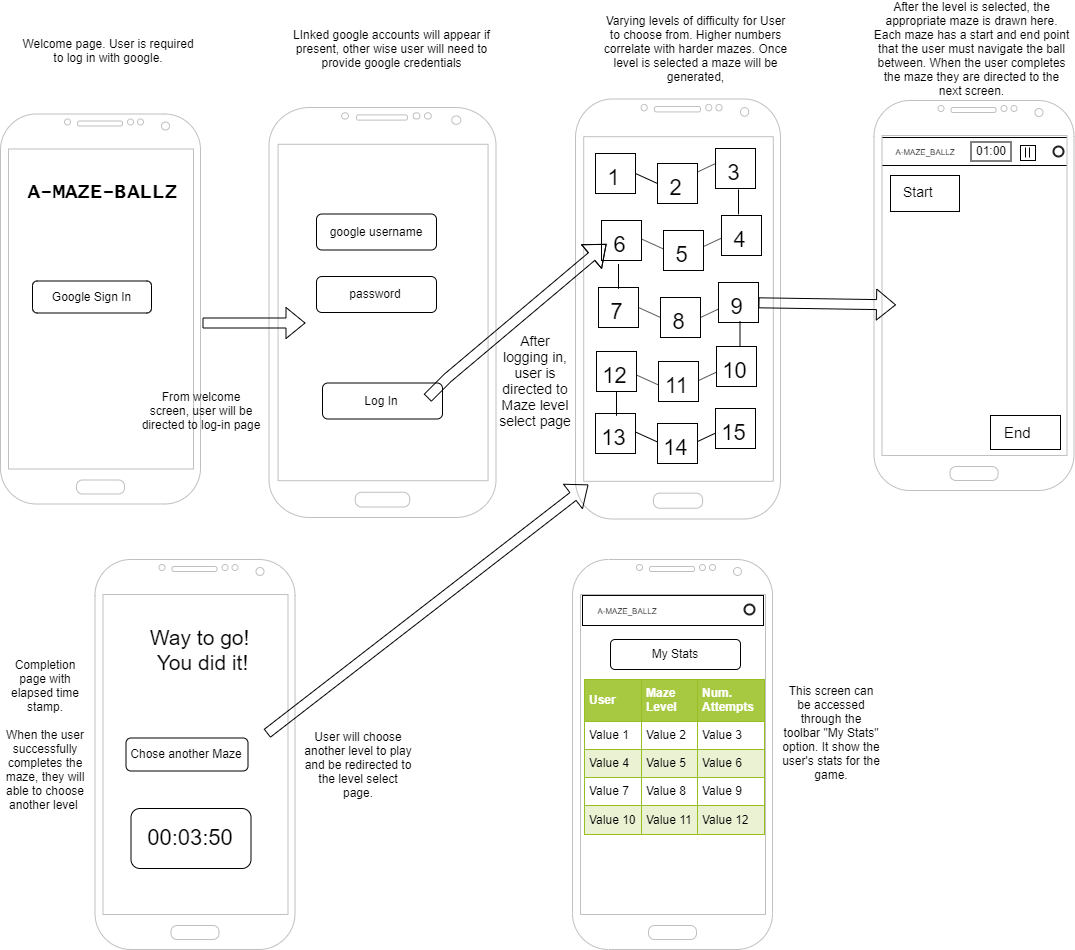 Welcome page. User is required
to log in with google.
LInked google accounts will appear if
present, other wise user will need to
provide google credentials
Varying levels of difficulty for User
to choose from. Higher numbers
correlate with harder mazes. Once
level is selected a maze will be
generated,
After the level is selected, the
appropriate maze is drawn here.
Each maze has a start and end point
that the user must navigate the ball
between. When the user completes
the maze they are directed to the
next screen.
A-MAZE-BALLZ
Google Sign In
From welcome
screen, user will be
directed to log-in page
google username
password
Log In
After
logging in,
user is
directed to
Maze level
select page
1
2
3
6
5
4
7
8
9
12
11
10
13
14
15
A-MAZE_BALLZ
01:00
Start
End
Completion
page with
elapsed time
stamp.
When the user
successfully
completes the
maze, they will
able to choose
another level
Way to go!
You did it!
Chose another Maze
00:03:50
User will choose
another level to play
and be redirected to
the level select
page.
A-MAZE_BALLZ
My Stats
User Maze Level Num. Attempts
Value 1 Value 2 Value 3
Value 4 Value 5 Value 6
Value 7 Value 8 Value 9
Value 10 Value 11 Value 12
This screen can
be accessed
through the
toolbar "My Stats"
option. It show the
user's stats for the
game.